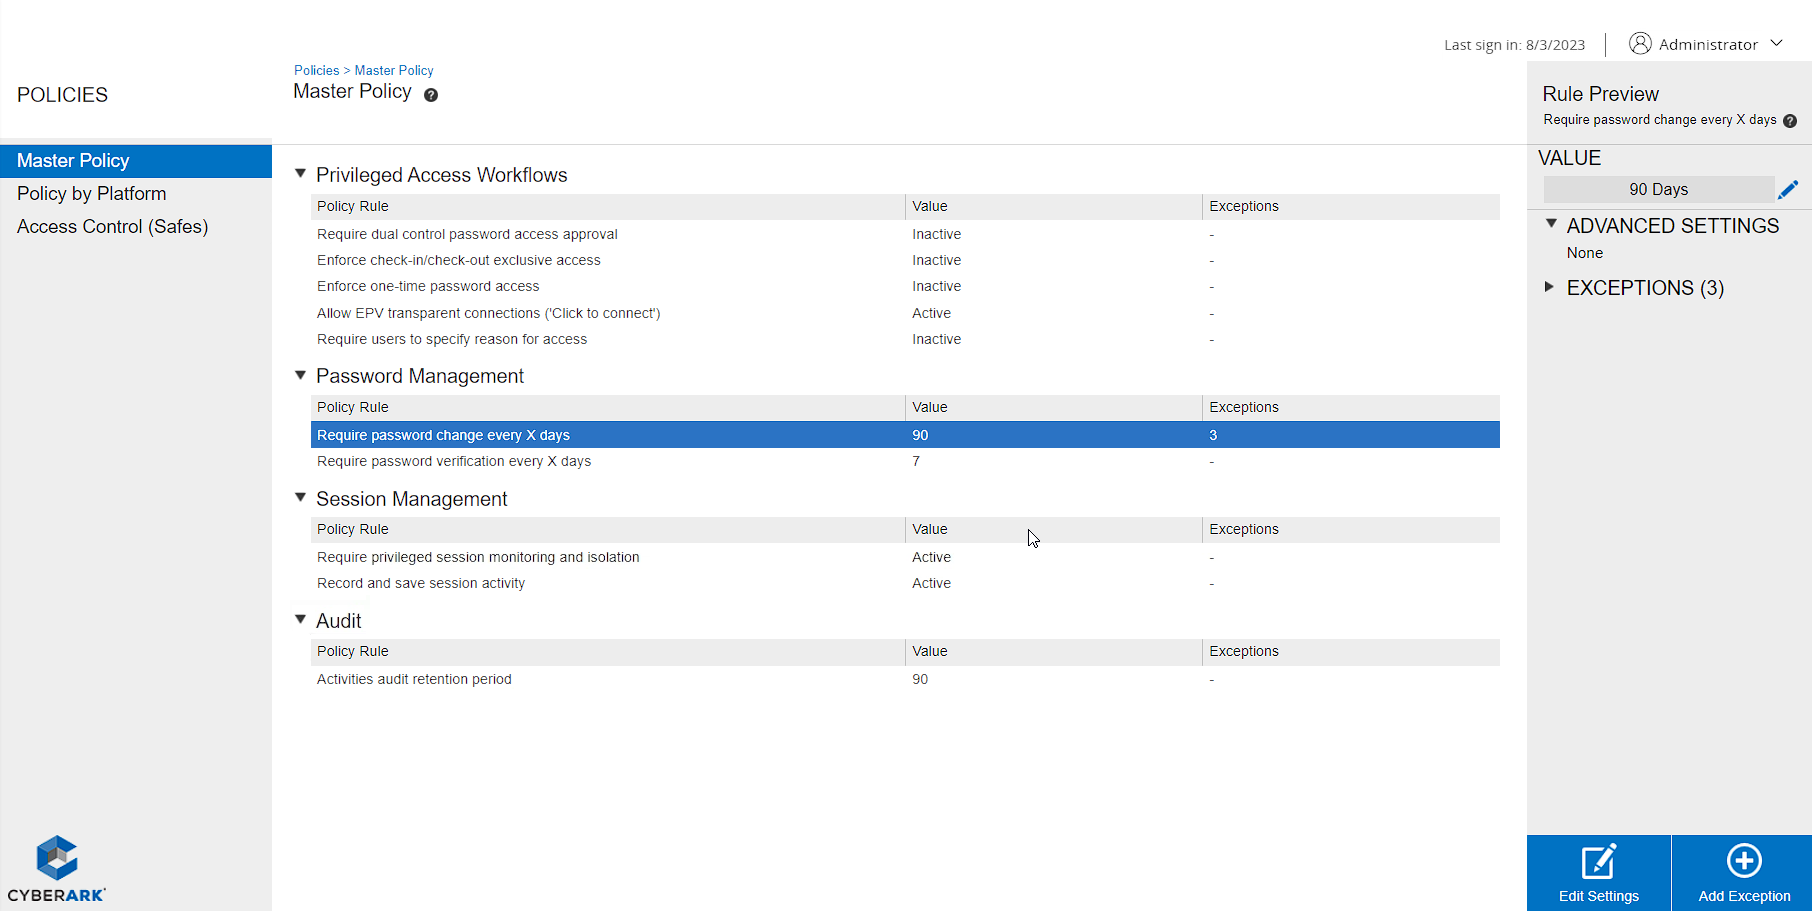 Last sign in: 8/3/2023 Administrator
POLICIES
Policies > Master Policy
Master Policy ?
Master Policy
Policy by Platform
Access Control (Safes)
Privileged Access Workflows
Policy Rule Value Exceptions
Require dual control password access approval Inactive -
Enforce check-in/check-out exclusive access Inactive -
Enforce one-time password access Inactive -
Allow EPV transparent connections ('Click to connect') Active -
Require users to specify reason for access Inactive -
Password Management
Policy Rule Value Exceptions
Require password change every X days 90 3
Require password verification every X days 7 -
Session Management
Policy Rule Value Exceptions
Require privileged session monitoring and isolation Active -
Record and save session activity Active -
Audit
Policy Rule Value Exceptions
Activities audit retention period 90 -
Rule Preview
Require password change every X days ?
VALUE
90 Days
ADVANCED SETTINGS
None
EXCEPTIONS (3)
CYBERARK
Edit Settings
Add Exception